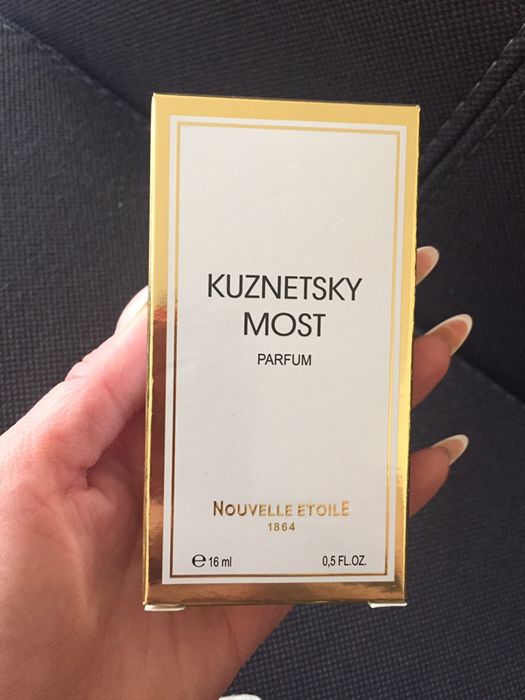 KUZNETSKY
MOST
PARFUM
NOUVELLE ETOILE
1864
℮ 16 ml 0,5 FL.OZ.